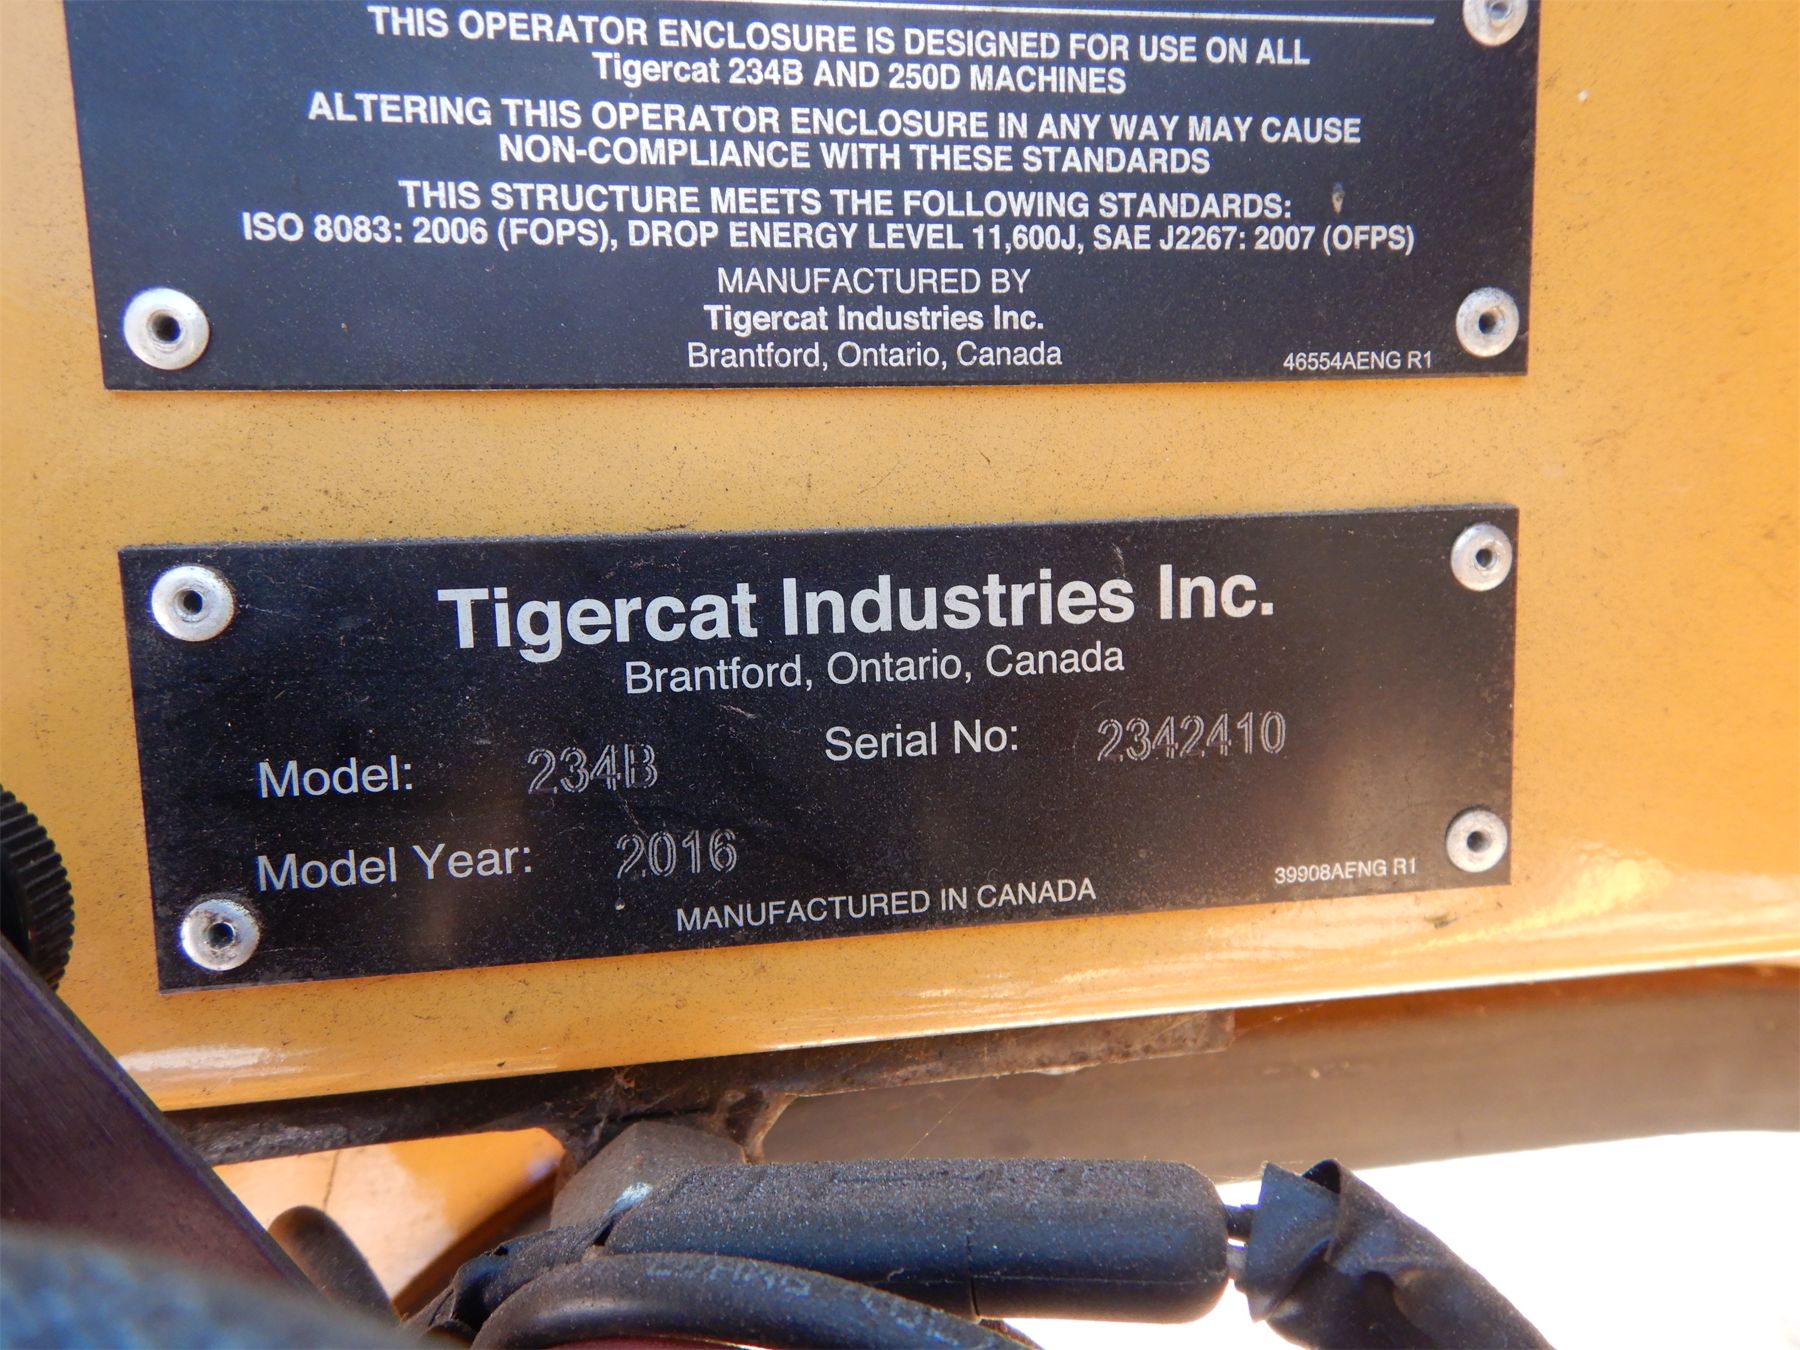 THIS OPERATOR ENCLOSURE IS DESIGNED FOR USE ON ALL
Tigercat 234B AND 250D MACHINES
ALTERING THIS OPERATOR ENCLOSURE IN ANY WAY MAY CAUSE
NON-COMPLIANCE WITH THESE STANDARDS
THIS STRUCTURE MEETS THE FOLLOWING STANDARDS:
ISO 8083: 2006 (FOPS), DROP ENERGY LEVEL 11,600J, SAE J2267: 2007 (OFPS)
MANUFACTURED BY
Tigercat Industries Inc.
Brantford, Ontario, Canada
46554AENG R1
Tigercat Industries Inc.
Brantford, Ontario, Canada
Model: 234B Serial No: 2342410
Model Year: 2016
39908AENG R1
MANUFACTURED IN CANADA